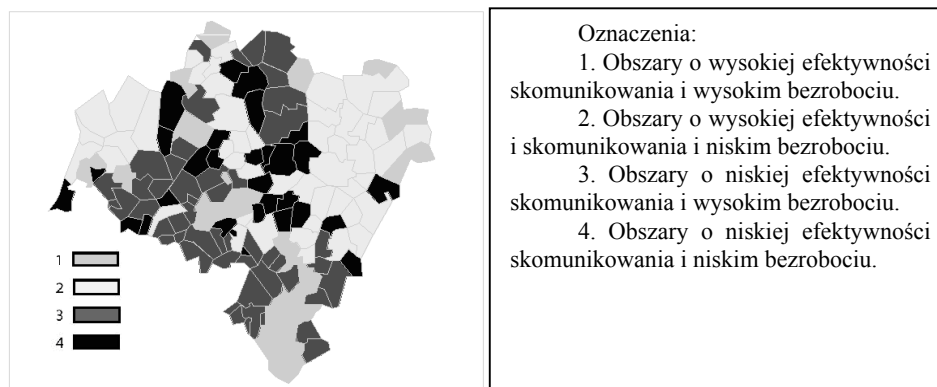 1
2
3
4
Oznaczenia:
1. Obszary o wysokiej efektywności
skomunikowania i wysokim bezrobociu.
2. Obszary o wysokiej efektywności
i skomunikowania i niskim bezrobociu.
3. Obszary o niskiej efektywności
skomunikowania i wysokim bezrobociu.
4. Obszary o niskiej efektywności
skomunikowania i niskim bezrobociu.